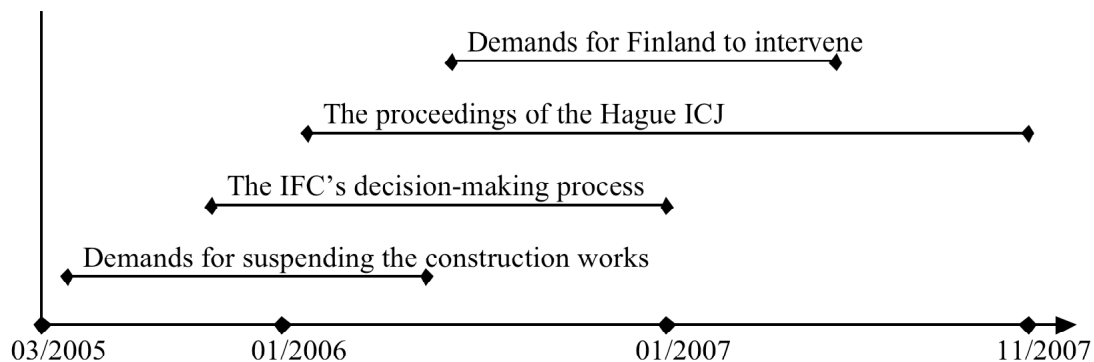 Demands for Finland to intervene
The proceedings of the Hague ICJ
The IFC’s decision-making process
Demands for suspending the construction works
03/2005 01/2006 01/2007 11/2007